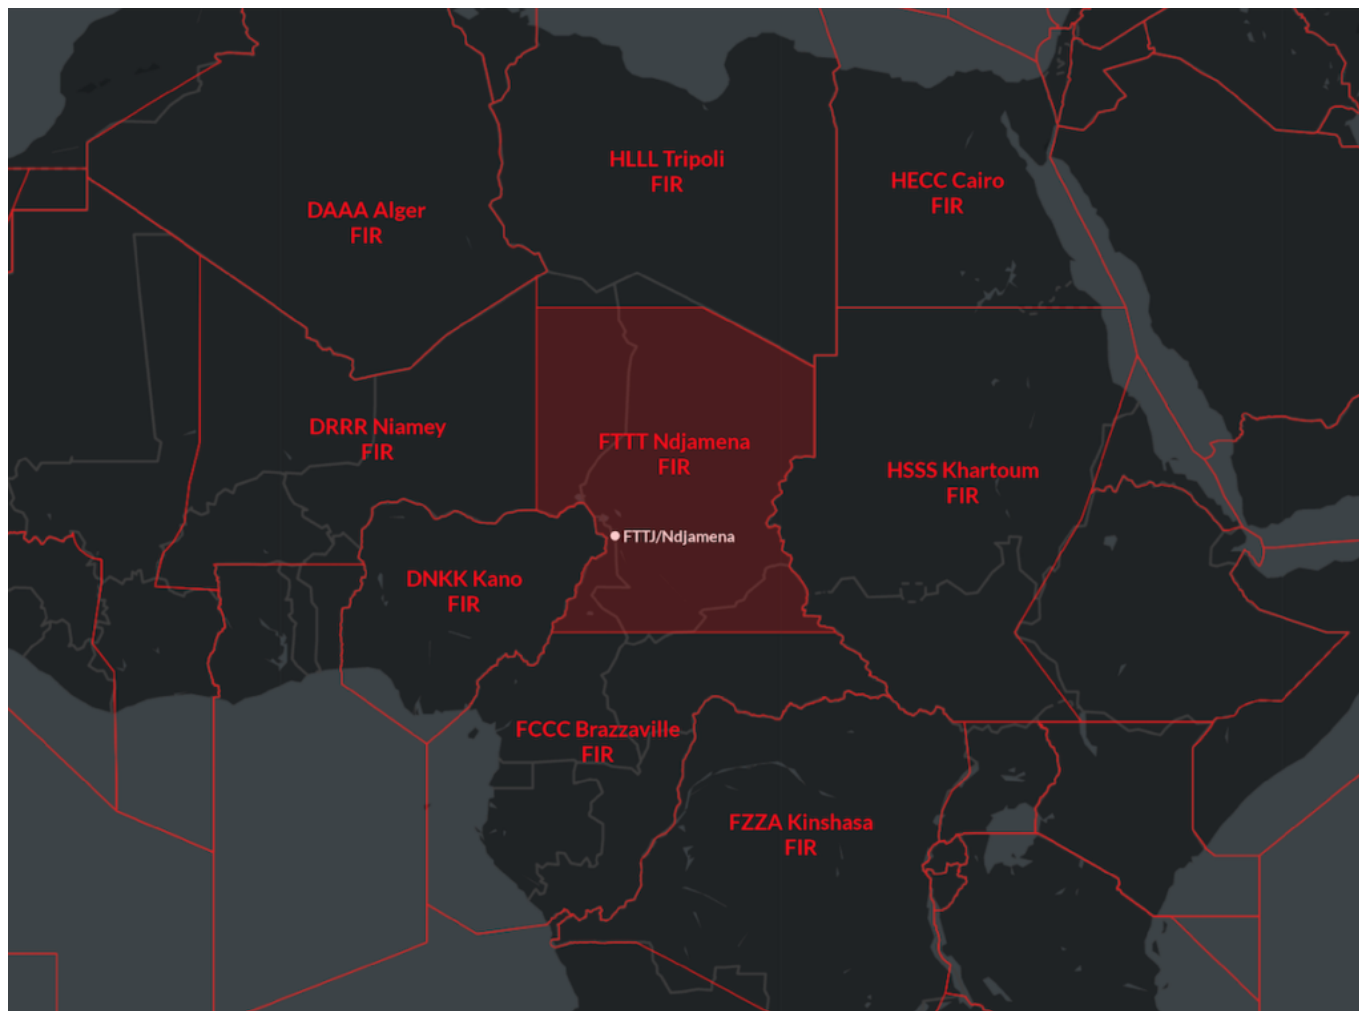 HLLL Tripoli
FIR
HECC Cairo
FIR
DAAA Alger
FIR
DRRR Niamey
FIR
FTTT Ndjamena
FIR
HSSS Khartoum
FIR
FTTJ/Ndjamena
DNKK Kano
FIR
FCCC Brazzaville
FIR
FZZA Kinshasa
FIR